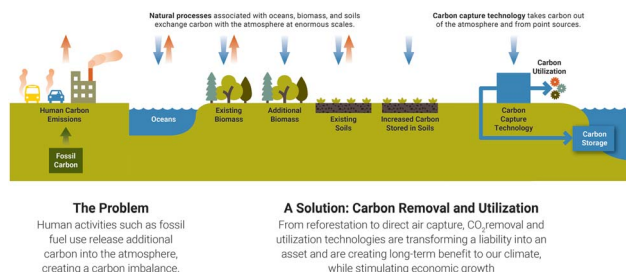 Natural processes associated with oceans, biomass, and soils
exchange carbon with the atmosphere at enormous scales.
Carbon capture technology takes carbon out
of the atmosphere and from point sources.
Carbon
Utilization
Human Carbon
Emissions
Oceans
Existing
Biomass
Additional
Biomass
Existing
Soils
Increased Carbon
Stored in Soils
Carbon
Capture
Technology
Carbon
Storage
Fossil
Carbon
The Problem
Human activities such as fossil
fuel use release additional
carbon into the atmosphere,
creating a carbon imbalance.
A Solution: Carbon Removal and Utilization
From reforestation to direct air capture, CO₂removal and
utilization technologies are transforming a liability into an
asset and are creating long-term benefit to our climate,
while stimulating economic growth